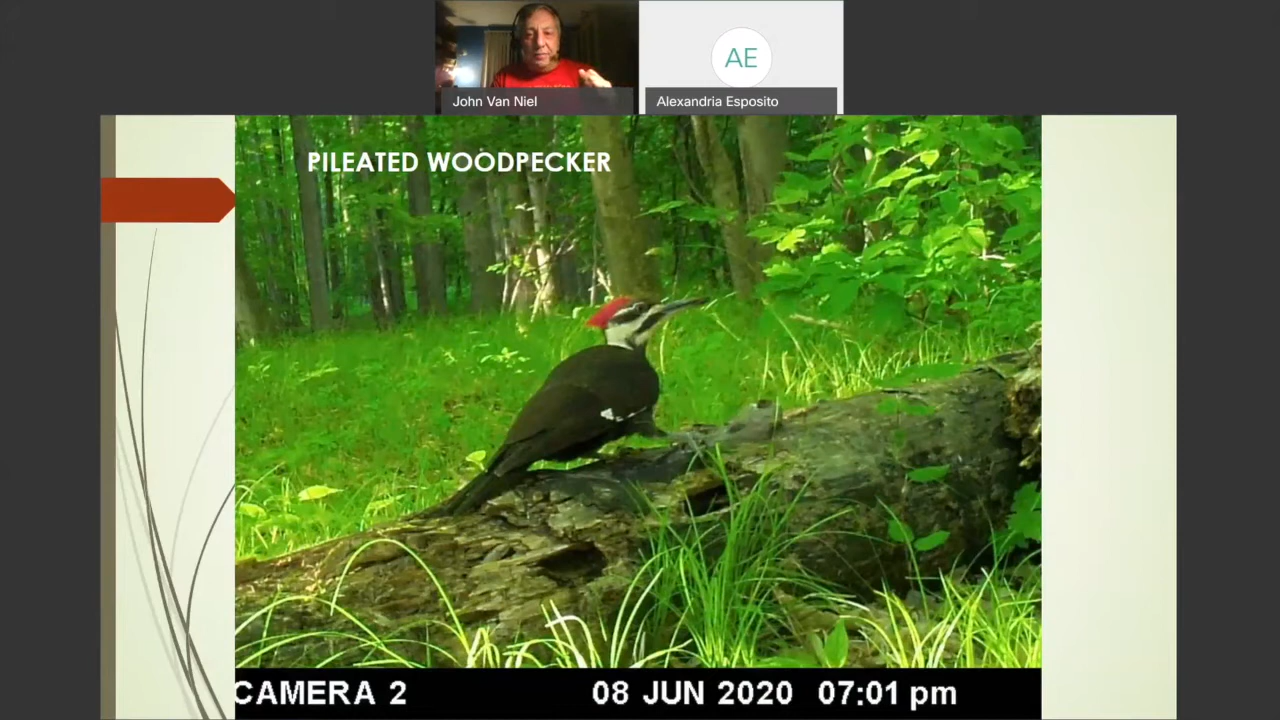 AE
John Van Niel
Alexandria Esposito
PILEATED WOODPECKER
CAMERA 2 08 JUN 2020 07:01 pm